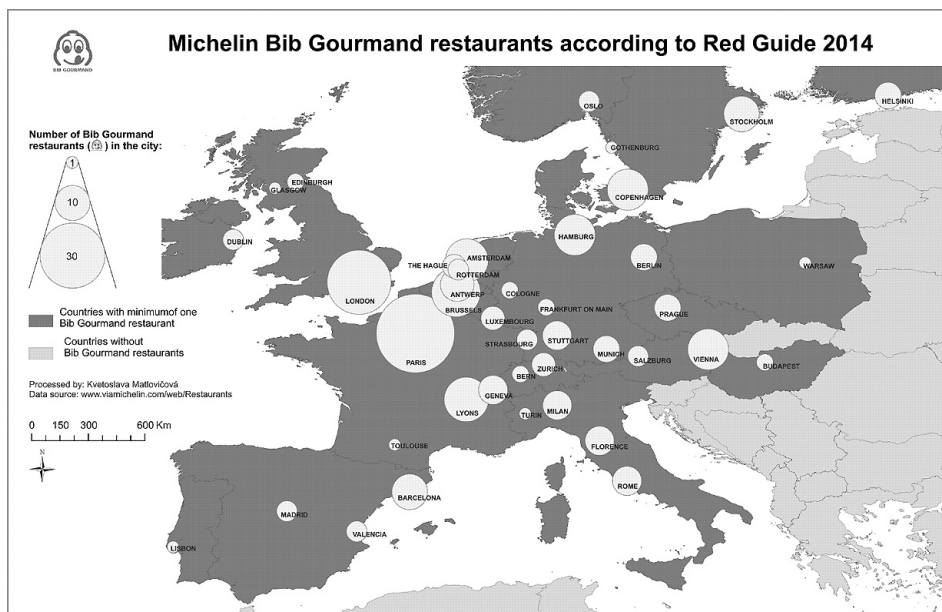 Michelin Bib Gourmand restaurants according to Red Guide 2014
BIB GOURMAND
Number of Bib Gourmand
restaurants ( ) in the city:
1
10
30
Countries with minimumof one
Bib Gourmand restaurant
Countries without
Bib Gourmand restaurants
Processed by: Kvetoslava Matlovičová
Data source: www.viamichelin.com/web/Restaurants
0 150 300 600 Km
N
OSLO
HELSINKI
STOCKHOLM
GOTHENBURG
EDINBURGH
GLASGOW
COPENHAGEN
DUBLIN
HAMBURG
AMSTERDAM
THE HAGUE
ROTTERDAM
BERLIN
WARSAW
LONDON
ANTWERP
COLOGNE
BRUSSELS
FRANKFURT ON MAIN
PRAGUE
LUXEMBOURG
STRASBOURG
STUTTGART
PARIS
MUNICH
SALZBURG
VIENNA
BUDAPEST
ZURICH
BERN
GENEVA
LYONS
TURIN
MILAN
TOULOUSE
FLORENCE
ROME
BARCELONA
MADRID
VALENCIA
LISBON